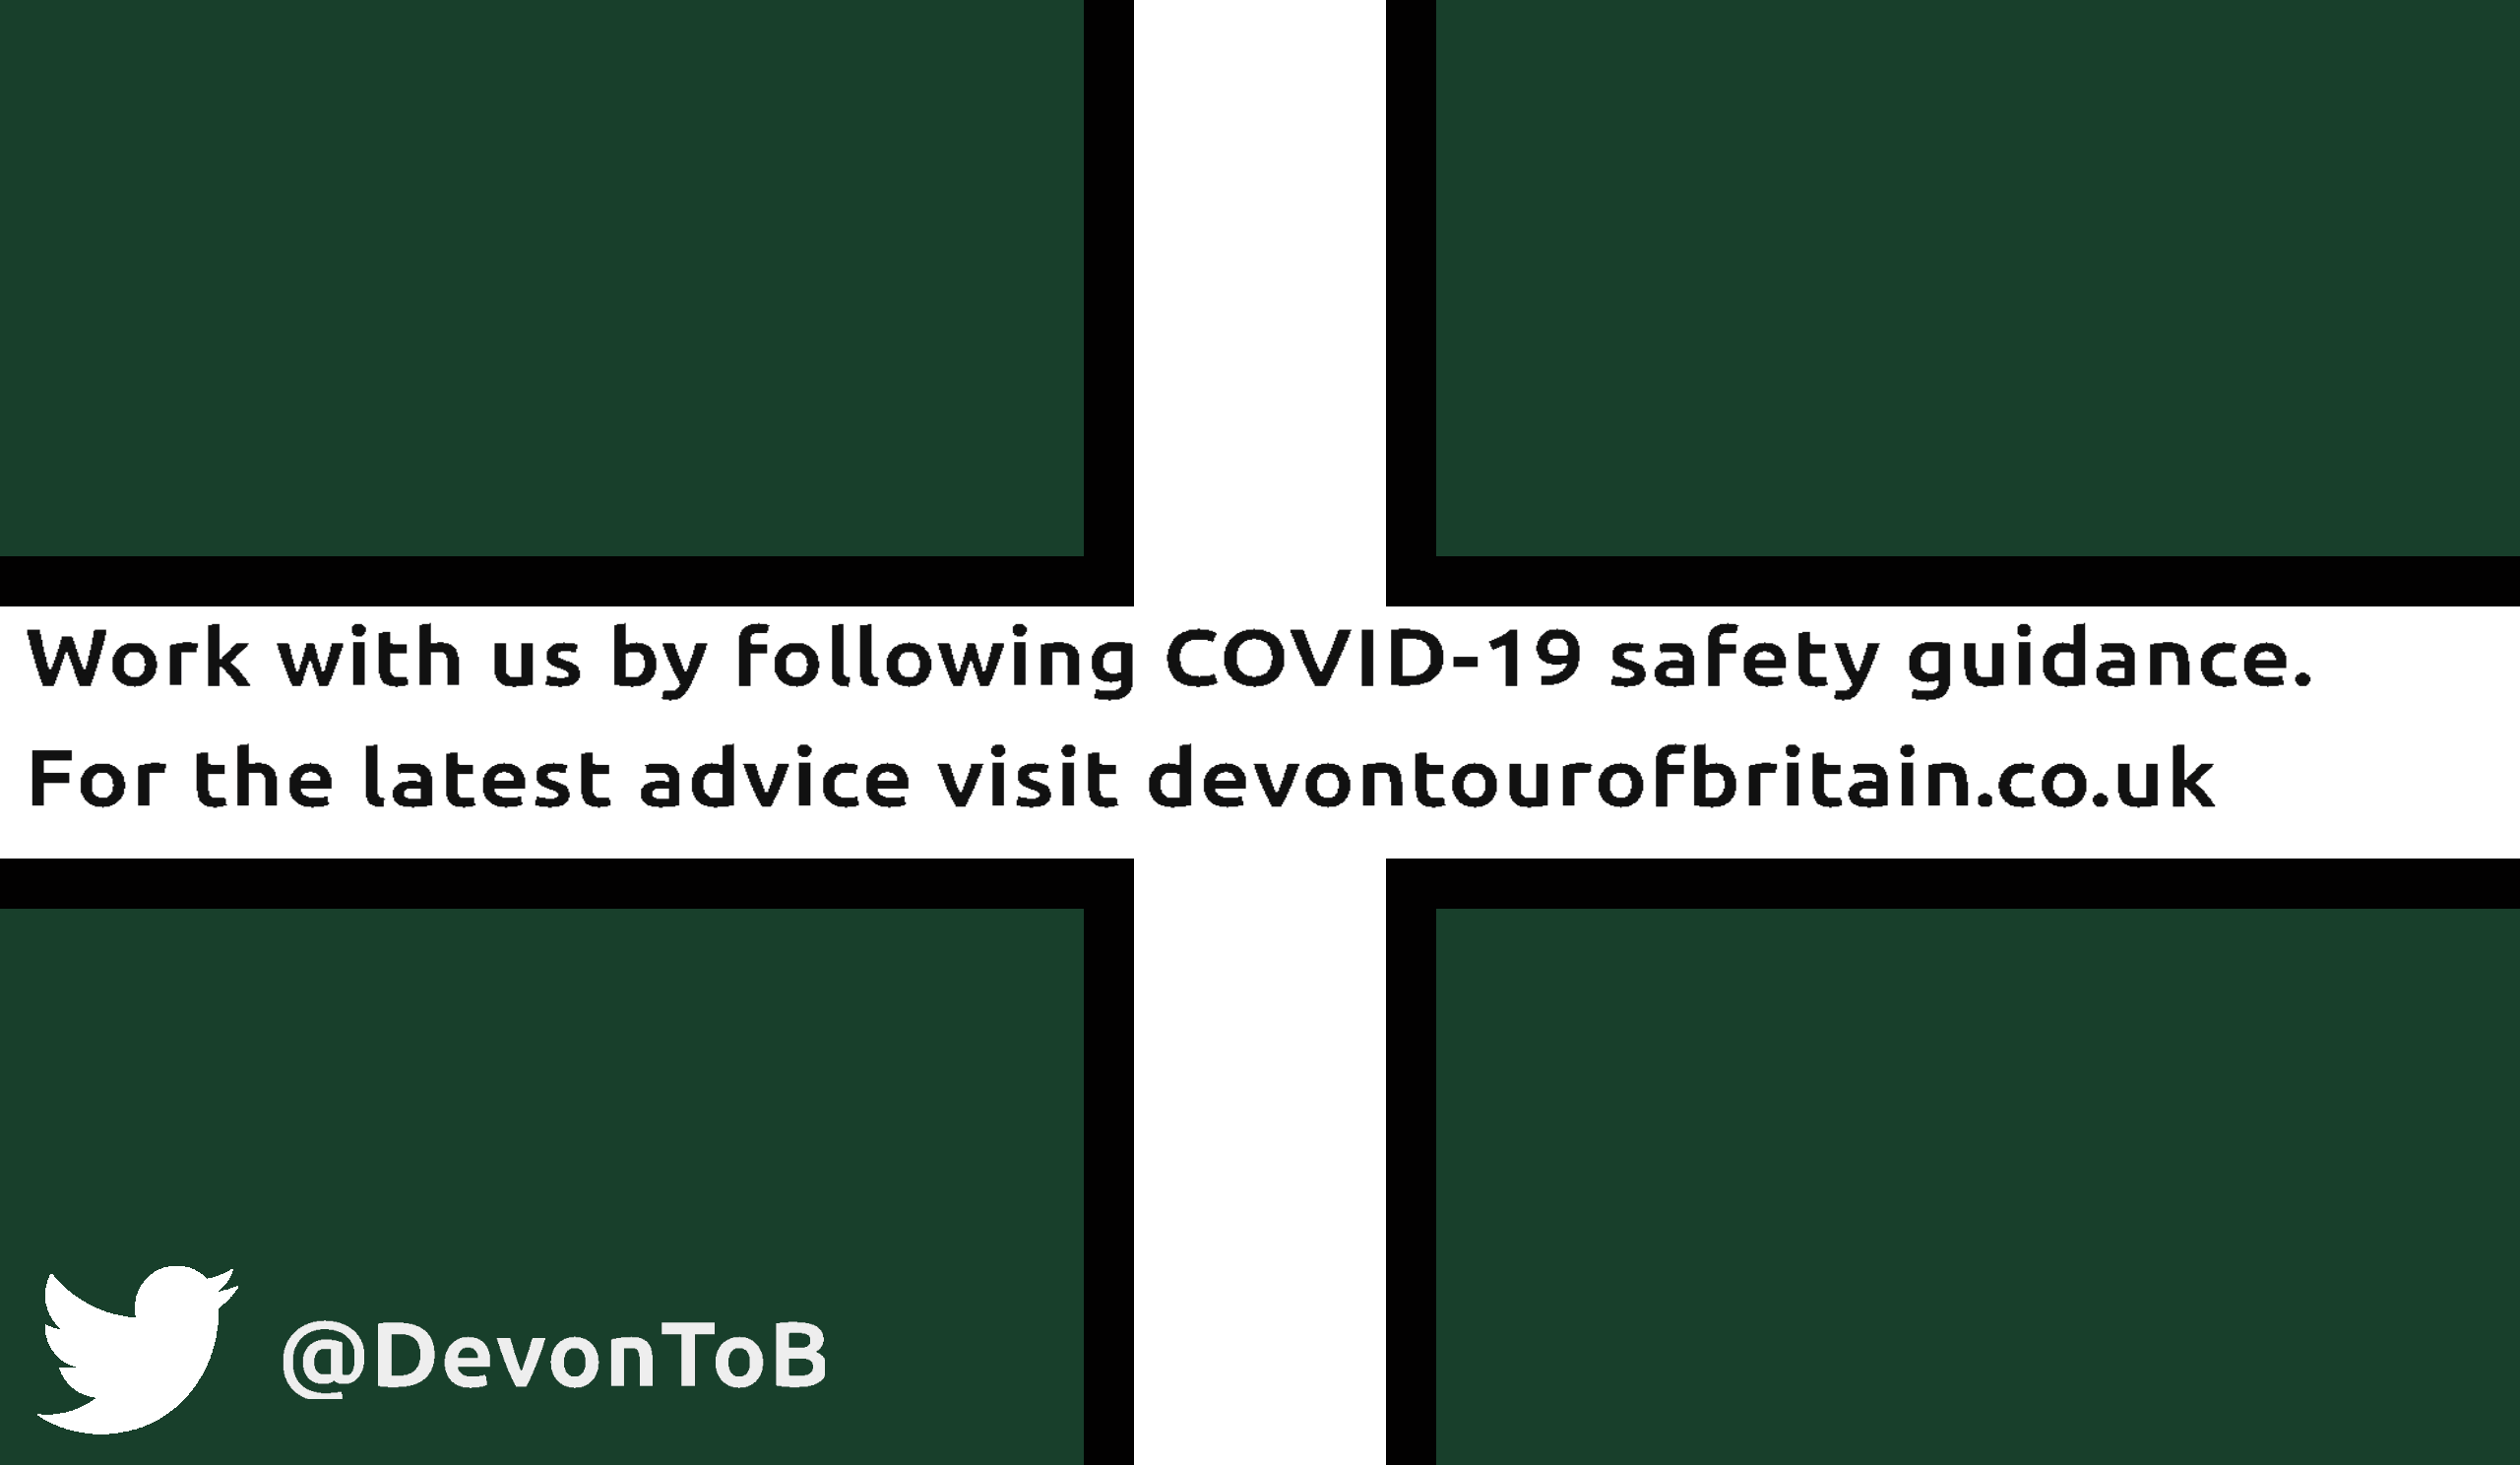 Work with us by following COVID-19 safety guidance.
For the latest advice visit devontourofbritain.co.uk
@DevonToB